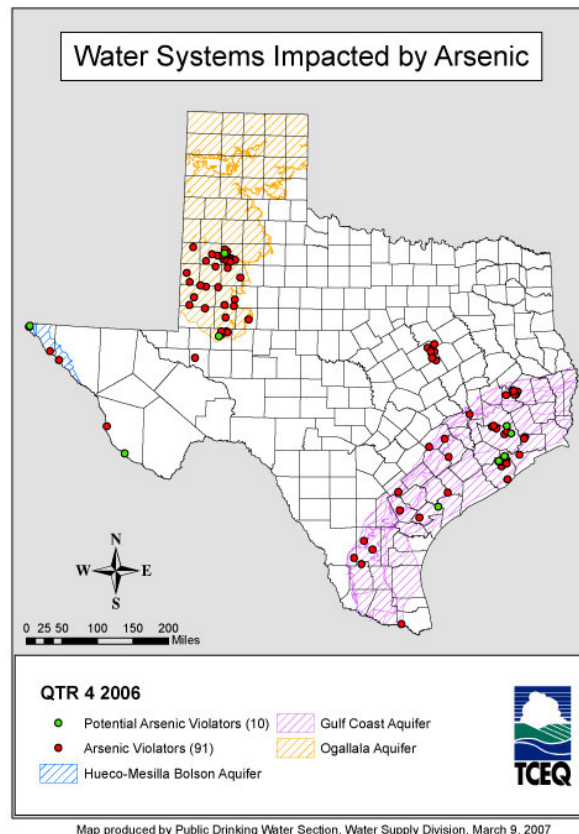 Water Systems Impacted by Arsenic
N
W E
S
0 25 50 100 150 200
Miles
QTR 4 2006
Potential Arsenic Violators (10)
Arsenic Violators (91)
Hueco-Mesilla Bolson Aquifer
Gulf Coast Aquifer
Ogallala Aquifer
TCEQ
Map produced by Public Drinking Water Section, Water Supply Division, March 9, 2007